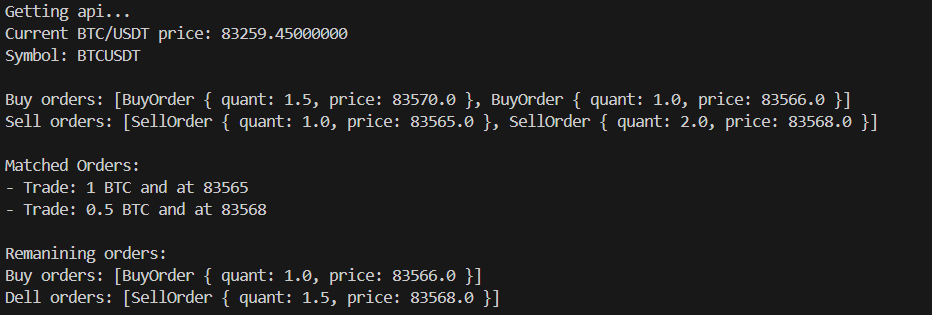 Getting api...
Current BTC/USDT price: 83259.45000000
Symbol: BTCUSDT
Buy orders: [BuyOrder { quant: 1.5, price: 83570.0 }, BuyOrder { quant: 1.0, price: 83566.0 }]
Sell orders: [SellOrder { quant: 1.0, price: 83565.0 }, SellOrder { quant: 2.0, price: 83568.0 }]
Matched Orders:
- Trade: 1 BTC and at 83565
- Trade: 0.5 BTC and at 83568
Remanining orders:
Buy orders: [BuyOrder { quant: 1.0, price: 83566.0 }]
Dell orders: [SellOrder { quant: 1.5, price: 83568.0 }]